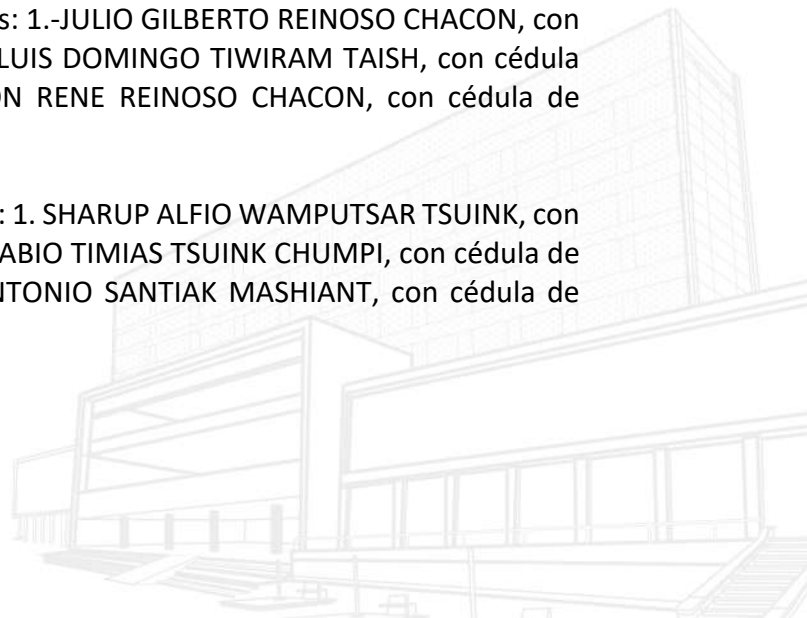 s: 1.-JULIO GILBERTO REINOSO CHACON, con
LUIS DOMINGO TIWIRAM TAISH, con cédula
ON RENE REINOSO CHACON, con cédula de
: 1. SHARUP ALFIO WAMPUTSAR TSUINK, con
ABIO TIMIAS TSUINK CHUMPI, con cédula de
NTONIO SANTIAK MASHIANT, con cédula de